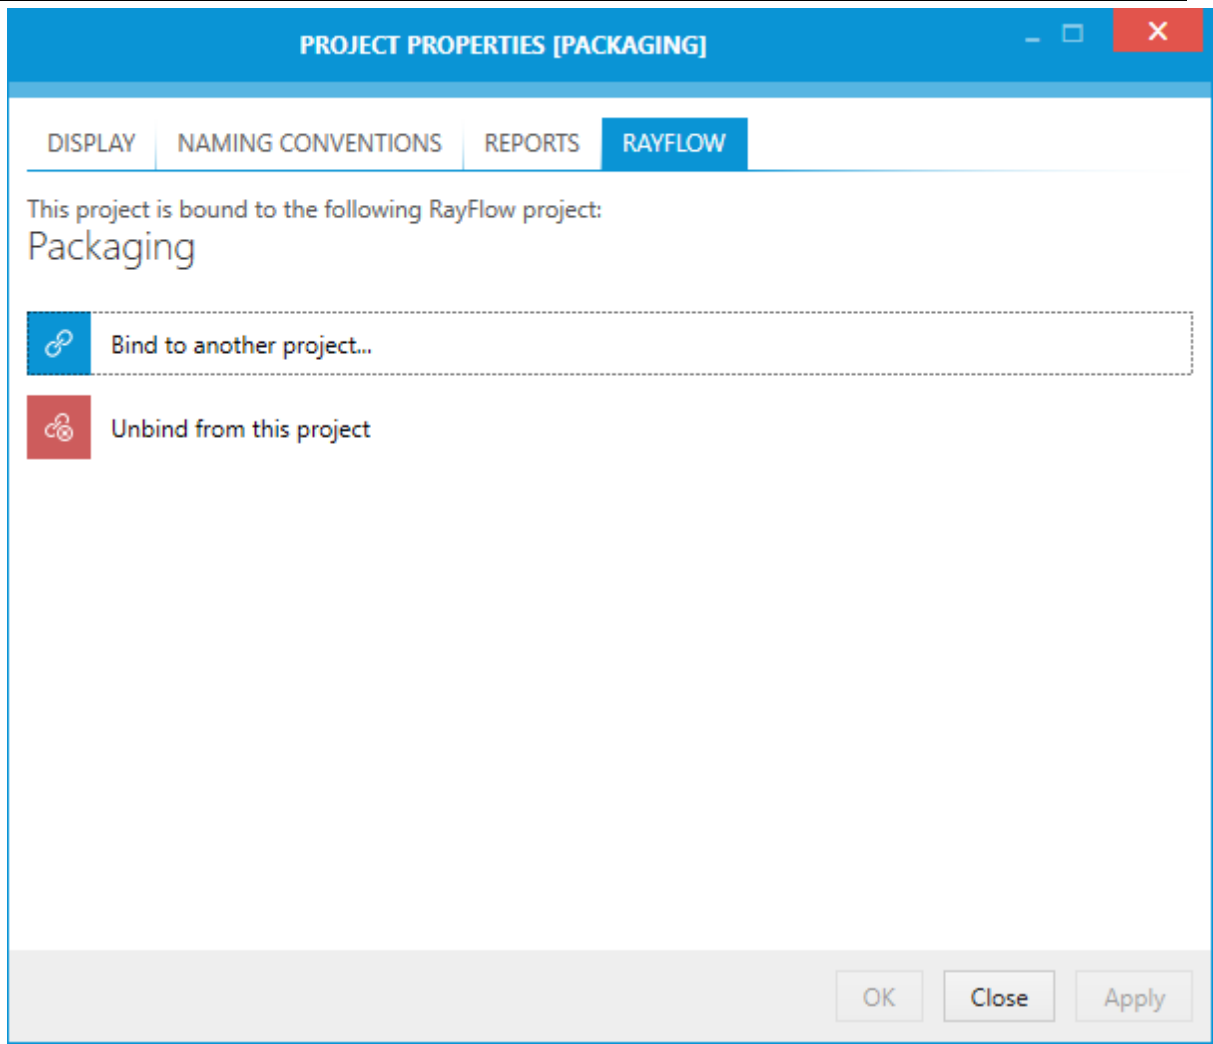 PROJECT PROPERTIES [PACKAGING]
DISPLAY NAMING CONVENTIONS REPORTS RAYFLOW
This project is bound to the following RayFlow project:
Packaging
Bind to another project...
Unbind from this project
OK Close Apply